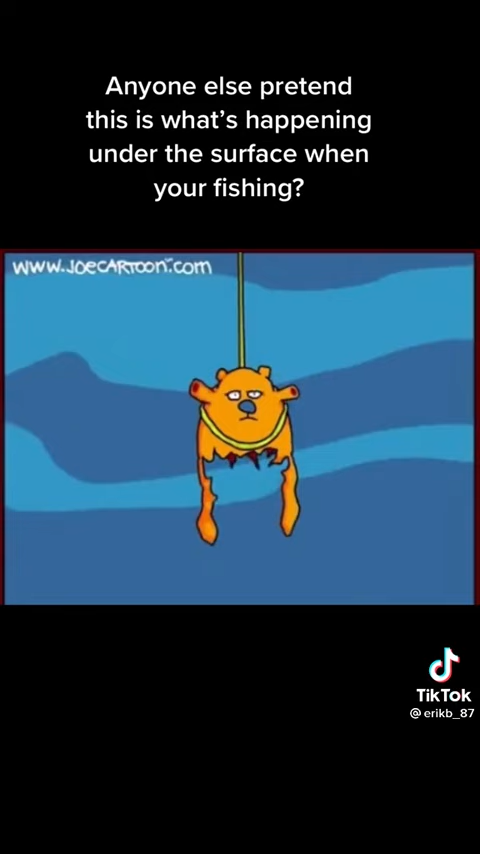 Anyone else pretend
this is what's happening
under the surface when
your fishing?
www.JoeCARTOON.com
TikTok
@erikb_87